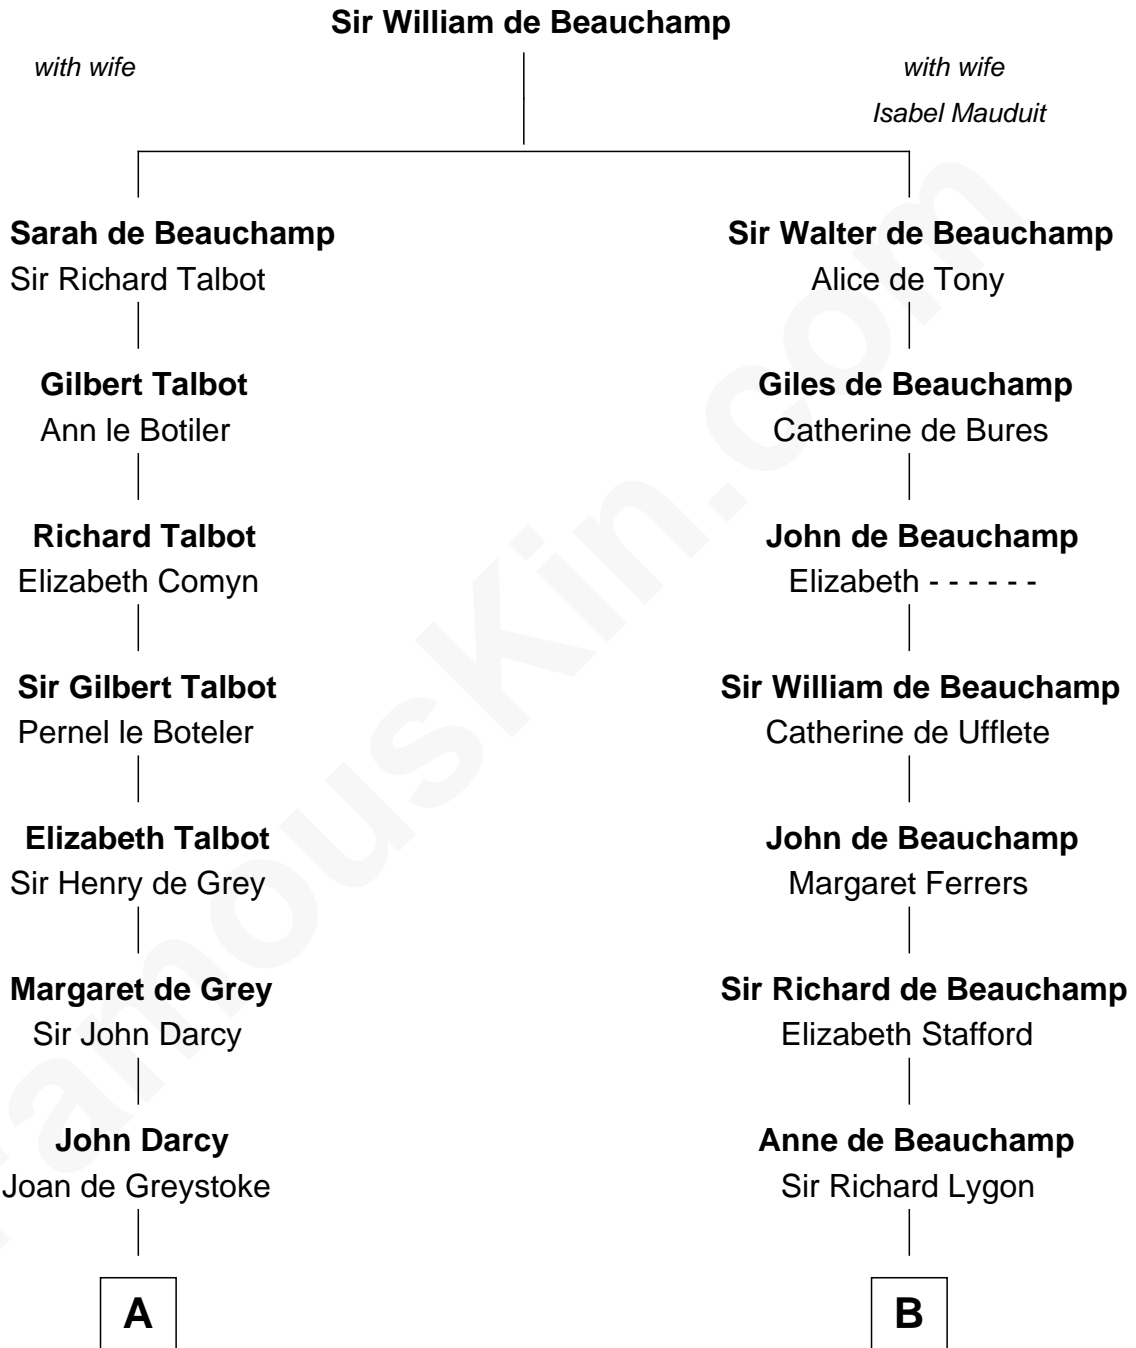 Sir William de Beauchamp
with wife
with wife
Isabel Mauduit
Sarah de Beauchamp
Sir Richard Talbot
Sir Walter de Beauchamp
Alice de Tony
Gilbert Talbot
Ann le Botiler
Giles de Beauchamp
Catherine de Bures
Richard Talbot
Elizabeth Comyn
John de Beauchamp
Elizabeth - - - - - -
Sir Gilbert Talbot
Pernel le Boteler
Sir William de Beauchamp
Catherine de Ufflete
Elizabeth Talbot
Sir Henry de Grey
John de Beauchamp
Margaret Ferrers
Margaret de Grey
Sir John Darcy
Sir Richard de Beauchamp
Elizabeth Stafford
John Darcy
Joan de Greystoke
Anne de Beauchamp
Sir Richard Lygon
A
B
FamousKin.com